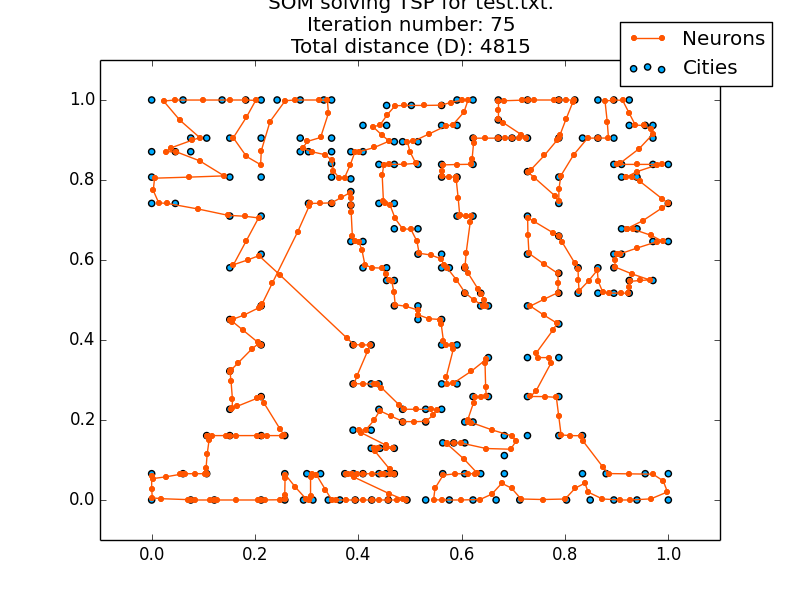 SOM solving TSP for test.txt.
Iteration number: 75
Total distance (D): 4815
Neurons
Cities
1.0
0.8
0.6
0.4
0.2
0.0
0.0 0.2 0.4 0.6 0.8 1.0